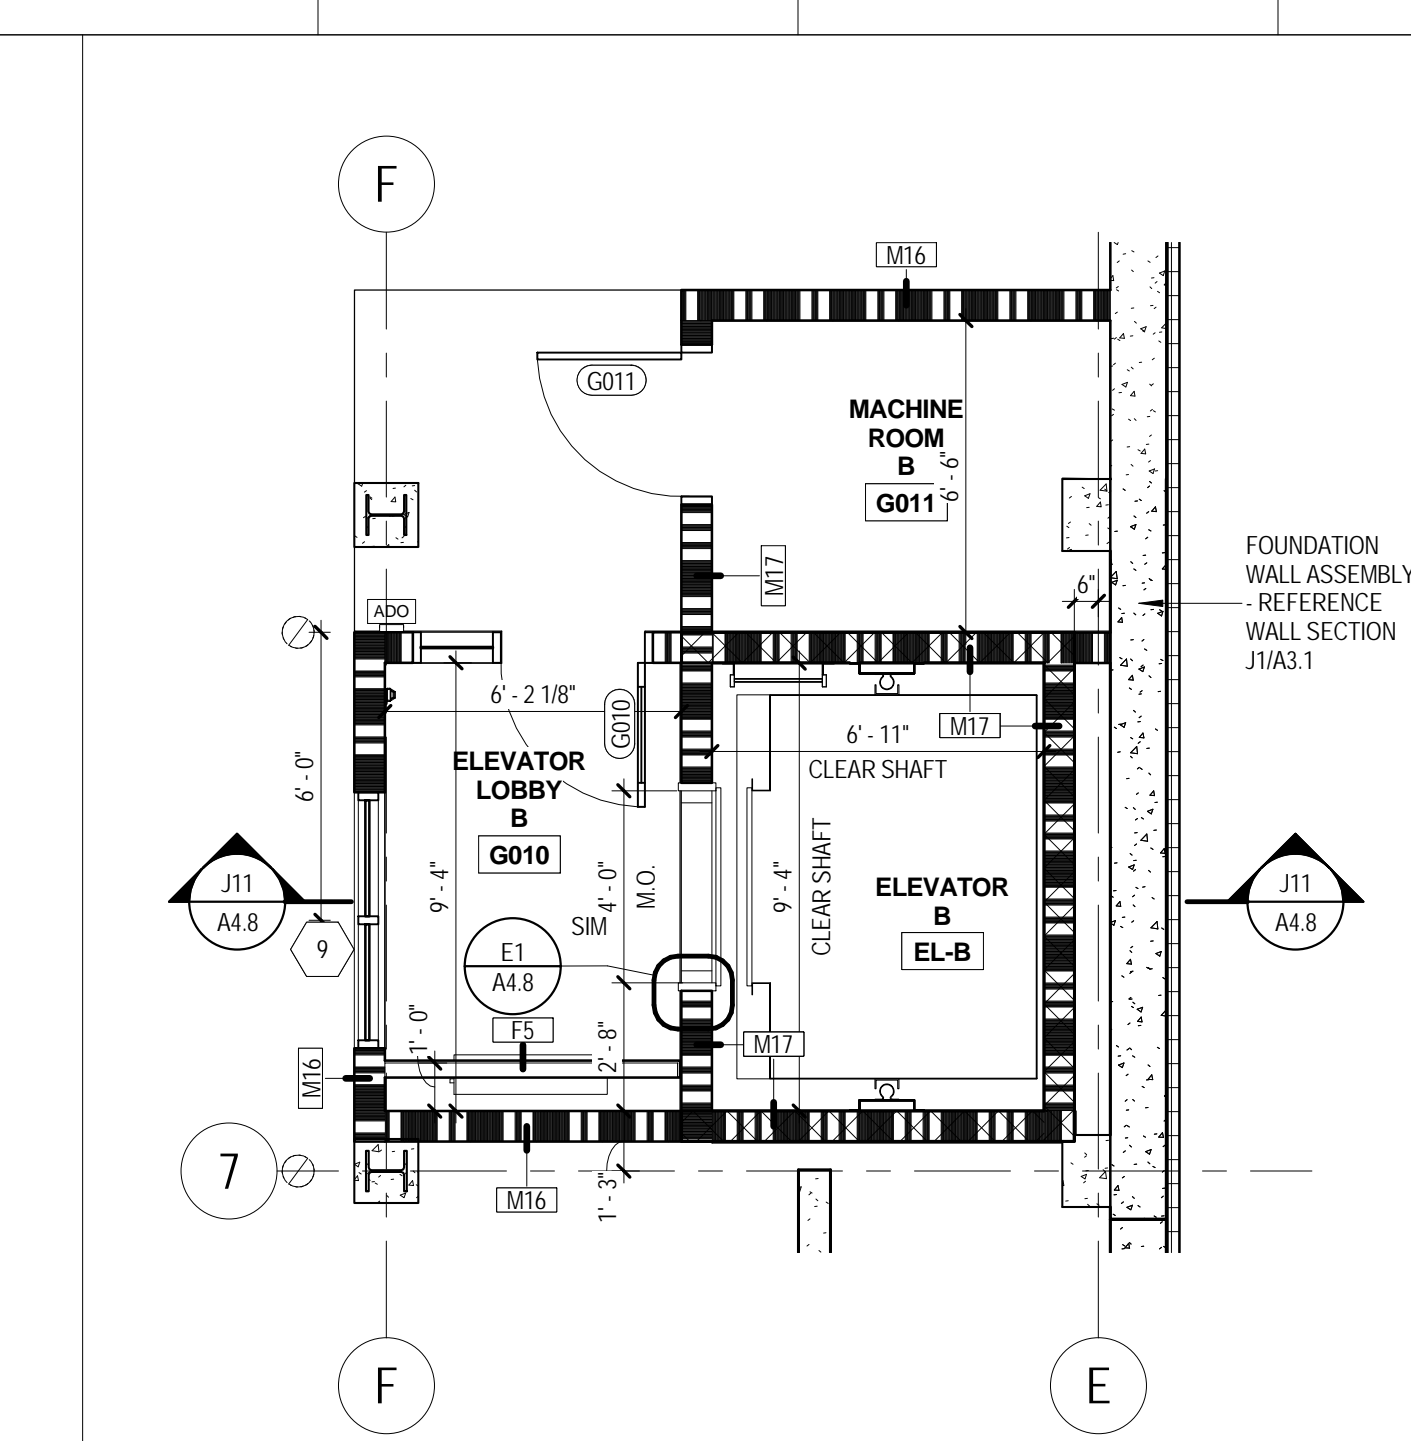 F
M16
G011
MACHINE
ROOM
B
G011
6' - 6"
M17
FOUNDATION
WALL ASSEMBLY
- REFERENCE
WALL SECTION
J1/A3.1
6"
ADO
6' - 2 1/8"
G010
M17
6' - 11"
CLEAR SHAFT
6' - 0"
ELEVATOR
LOBBY
B
G010
9' - 4"
4' - 0"
M.O.
9' - 4"
CLEAR SHAFT
ELEVATOR
B
EL-B
J11
A4.8
J11
A4.8
9
SIM
E1
A4.8
F5
1' - 0"
2' - 8"
M17
M16
7
M16
1' - 3"
F
E